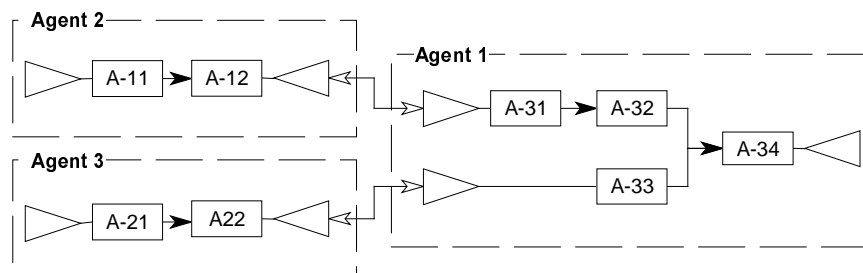 Agent 2
A-11
A-12
Agent 1
A-31
A-32
A-34
Agent 3
A-21
A22
A-33